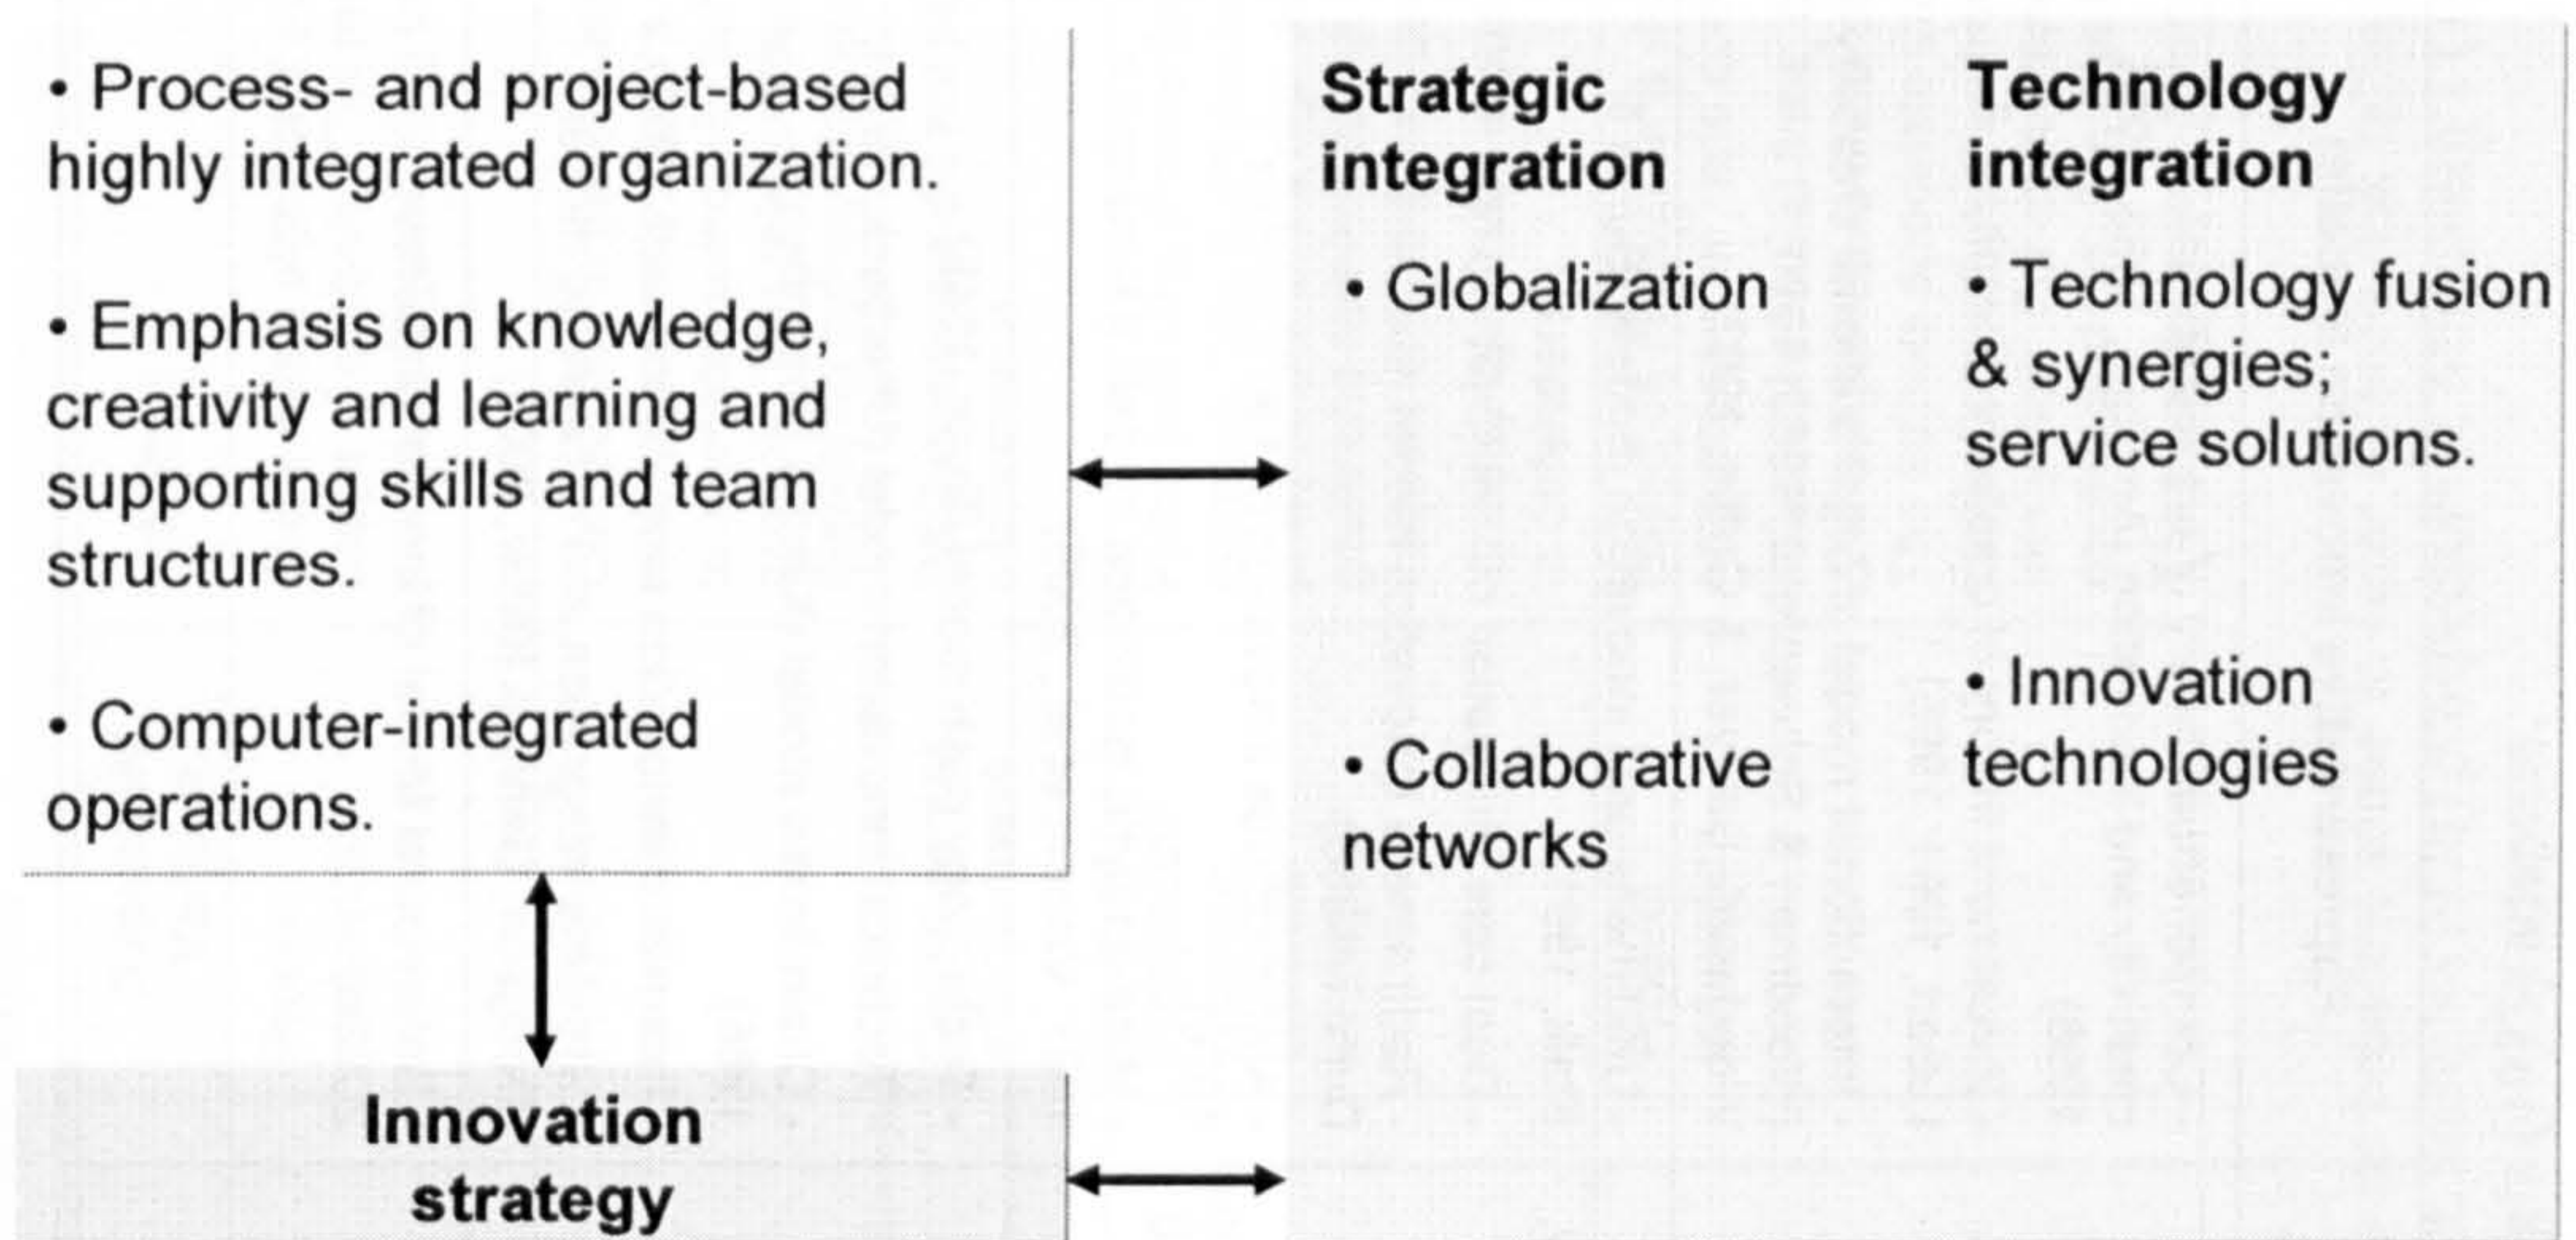 • Process- and project-based
highly integrated organization.
• Emphasis on knowledge,
creativity and learning and
supporting skills and team
structures.
• Computer-integrated
operations.
Innovation
strategy
Strategic
integration
• Globalization
• Collaborative
networks
Technology
integration
• Technology fusion
& synergies;
service solutions.
• Innovation
technologies